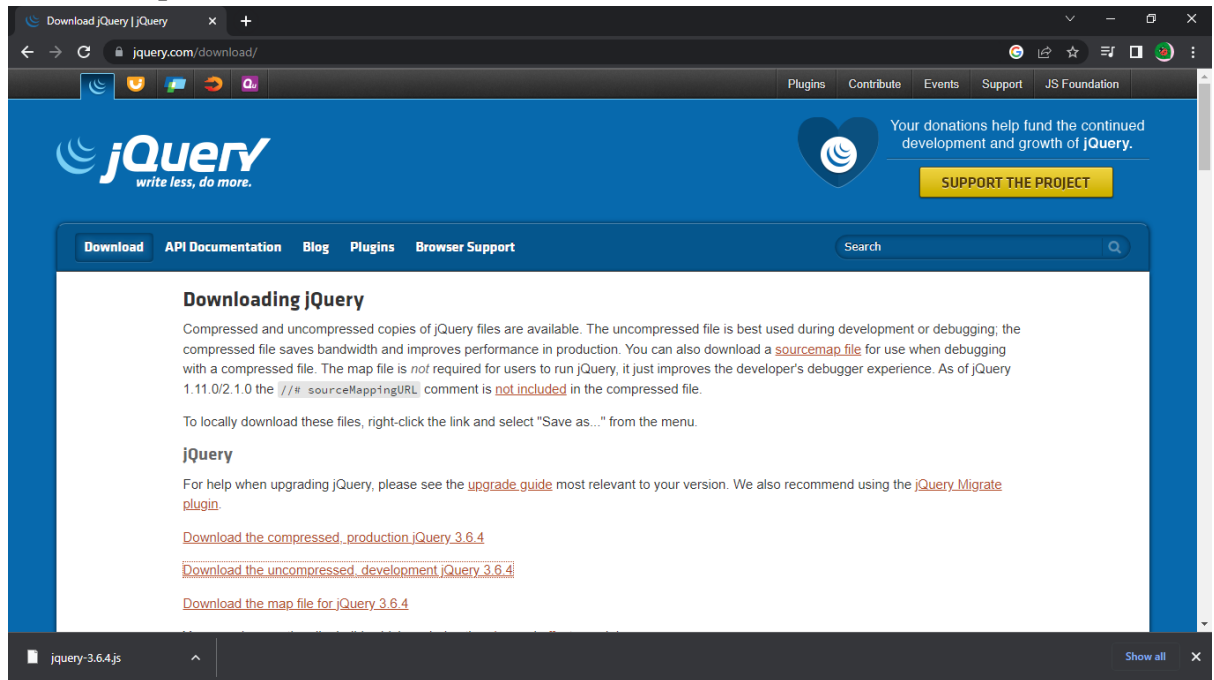 Download jQuery | jQuery
jquery.com/download/
Plugins Contribute Events Support JS Foundation
jQuery
write less, do more.
Your donations help fund the continued
development and growth of jQuery.
SUPPORT THE PROJECT
Download API Documentation Blog Plugins Browser Support Search
Downloading jQuery
Compressed and uncompressed copies of jQuery files are available. The uncompressed file is best used during development or debugging; the
compressed file saves bandwidth and improves performance in production. You can also download a sourcemap file for use when debugging
with a compressed file. The map file is not required for users to run jQuery, it just improves the developer's debugger experience. As of jQuery
1.11.0/2.1.0 the //# sourceMappingURL comment is not included in the compressed file.
To locally download these files, right-click the link and select "Save as..." from the menu.
jQuery
For help when upgrading jQuery, please see the upgrade guide most relevant to your version. We also recommend using the jQuery Migrate
plugin.
Download the compressed, production jQuery 3.6.4
Download the uncompressed, development jQuery 3.6.4
Download the map file for jQuery 3.6.4
jquery-3.6.4.js
Show all